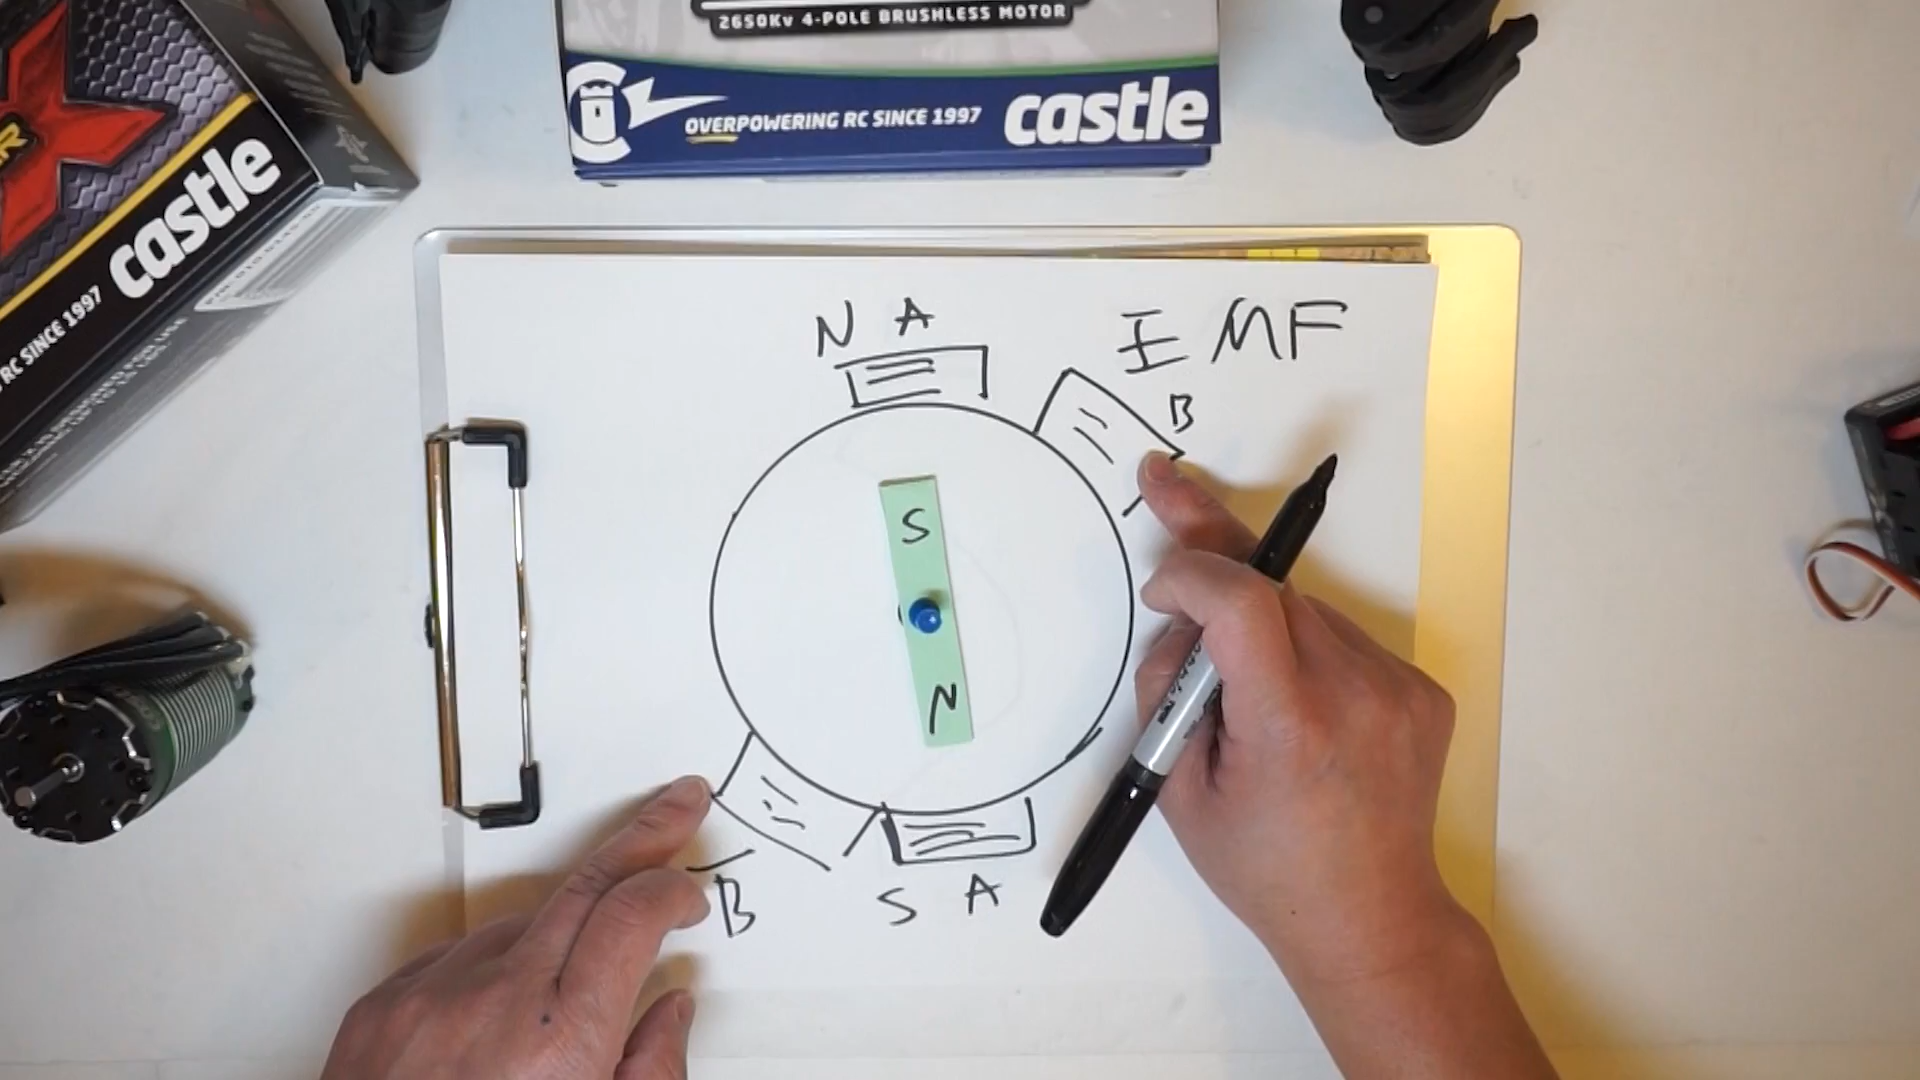 2650Kv 4-POLE BRUSHLESS MOTOR
OVERPOWERING RC SINCE 1997
castle
X
castle
RC SINCE 1997
N A
EMF
B
S
N
B
S A